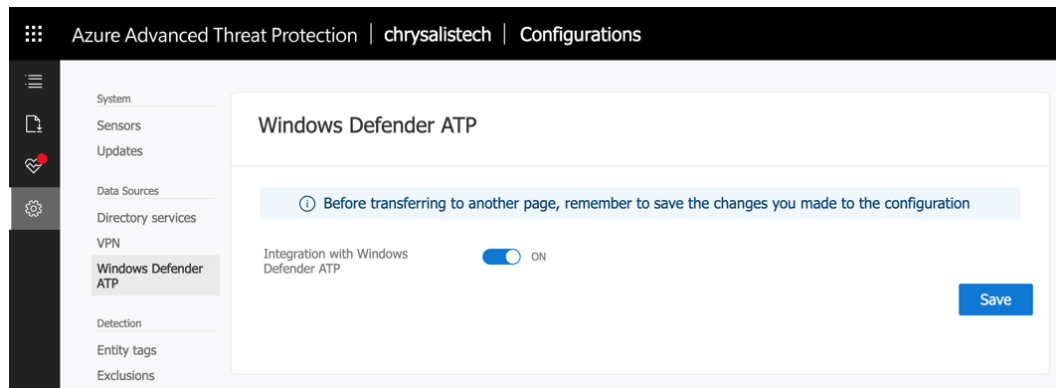 Azure Advanced Threat Protection | chrysalistech | Configurations
System
Sensors
Updates
Data Sources
Directory services
VPN
Windows Defender
ATP
Detection
Entity tags
Exclusions
Windows Defender ATP
Before transferring to another page, remember to save the changes you made to the configuration
Integration with Windows
Defender ATP
ON
Save